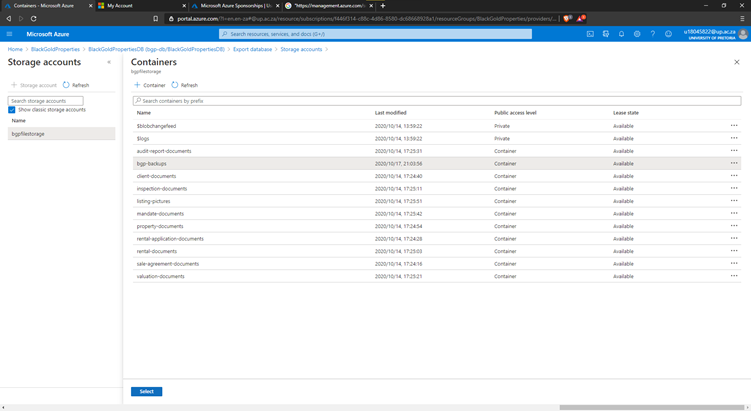 Containers - Microsoft Azure
My Account
Microsoft Azure Sponsorships |
"https://management.azure.com/
portal.azure.com/?l=en.en-za#@up.ac.za/resource/subscriptions/f446f314-c88c-4d86-8580-dc68668928a1/resourceGroups/BlackGoldProperties/providers/...
Microsoft Azure
Search resources, services, and docs (G+/)
u18045822@up.ac.za
UNIVERSITY OF PRETORIA
Home > BlackGoldProperties > BlackGoldPropertiesDB (bgp-db/BlackGoldPropertiesDB) > Export database > Storage accounts >
Storage accounts
+ Storage account Refresh
Search storage accounts
Show classic storage accounts
Name
bgpfilestorage
Containers
bgpfilestorage
+ Container Refresh
Search containers by prefix
Name Last modified Public access level Lease state
$blobchangefeed 2020/10/14, 13:59:22 Private Available ...
$logs 2020/10/14, 13:59:22 Private Available ...
audit-report-documents 2020/10/14, 17:25:31 Container Available ...
bgp-backups 2020/10/17, 21:03:56 Container Available ...
client-documents 2020/10/14, 17:24:40 Container Available ...
inspection-documents 2020/10/14, 17:25:11 Container Available ...
listing-pictures 2020/10/14, 17:25:51 Container Available ...
mandate-documents 2020/10/14, 17:25:42 Container Available ...
property-documents 2020/10/14, 17:24:54 Container Available ...
rental-application-documents 2020/10/14, 17:24:28 Container Available ...
rental-documents 2020/10/14, 17:25:03 Container Available ...
sale-agreement-documents 2020/10/14, 17:24:16 Container Available ...
valuation-documents 2020/10/14, 17:25:21 Container Available ...
Select